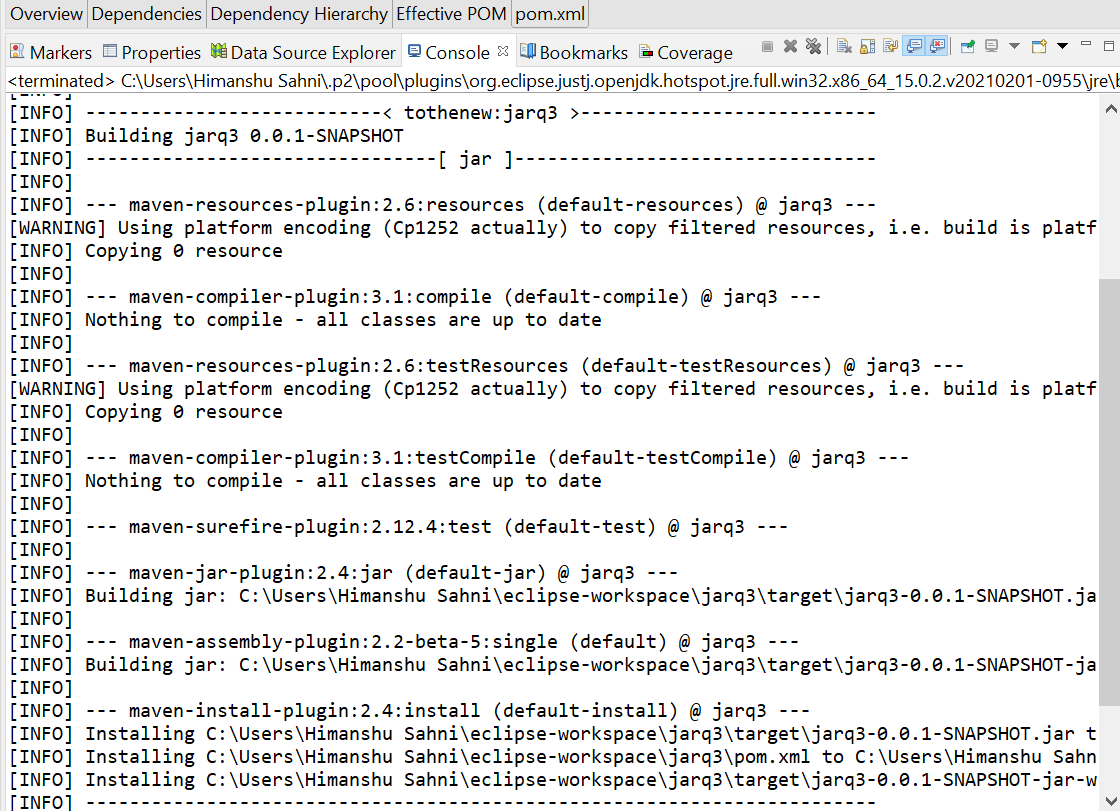 Overview Dependencies Dependency Hierarchy Effective POM pom.xml
Markers Properties Data Source Explorer Console Bookmarks Coverage
<terminated> C:\Users\Himanshu Sahni\.p2\pool\plugins\org.eclipse.justj.openjdk.hotspot.jre.full.win32.x86_64_15.0.2.v20210201-0955\jre\b
[INFO]
[INFO] ---------------------------< tothenew:jarq3 >---------------------------
[INFO] Building jarq3 0.0.1-SNAPSHOT
[INFO] --------------------------------[ jar ]---------------------------------
[INFO]
[INFO] --- maven-resources-plugin:2.6:resources (default-resources) @ jarq3 ---
[WARNING] Using platform encoding (Cp1252 actually) to copy filtered resources, i.e. build is platf
[INFO] Copying 0 resource
[INFO]
[INFO] --- maven-compiler-plugin:3.1:compile (default-compile) @ jarq3 ---
[INFO] Nothing to compile - all classes are up to date
[INFO]
[INFO] --- maven-resources-plugin:2.6:testResources (default-testResources) @ jarq3 ---
[WARNING] Using platform encoding (Cp1252 actually) to copy filtered resources, i.e. build is platf
[INFO] Copying 0 resource
[INFO]
[INFO] --- maven-compiler-plugin:3.1:testCompile (default-testCompile) @ jarq3 ---
[INFO] Nothing to compile - all classes are up to date
[INFO]
[INFO] --- maven-surefire-plugin:2.12.4:test (default-test) @ jarq3 ---
[INFO]
[INFO] --- maven-jar-plugin:2.4:jar (default-jar) @ jarq3 ---
[INFO] Building jar: C:\Users\Himanshu Sahni\eclipse-workspace\jarq3\target\jarq3-0.0.1-SNAPSHOT.ja
[INFO]
[INFO] --- maven-assembly-plugin:2.2-beta-5:single (default) @ jarq3 ---
[INFO] Building jar: C:\Users\Himanshu Sahni\eclipse-workspace\jarq3\target\jarq3-0.0.1-SNAPSHOT-ja
[INFO]
[INFO] --- maven-install-plugin:2.4:install (default-install) @ jarq3 ---
[INFO] Installing C:\Users\Himanshu Sahni\eclipse-workspace\jarq3\target\jarq3-0.0.1-SNAPSHOT.jar t
[INFO] Installing C:\Users\Himanshu Sahni\eclipse-workspace\jarq3\pom.xml to C:\Users\Himanshu Sahn
[INFO] Installing C:\Users\Himanshu Sahni\eclipse-workspace\jarq3\target\jarq3-0.0.1-SNAPSHOT-jar-w
[INFO] ------------------------------------------------------------------------